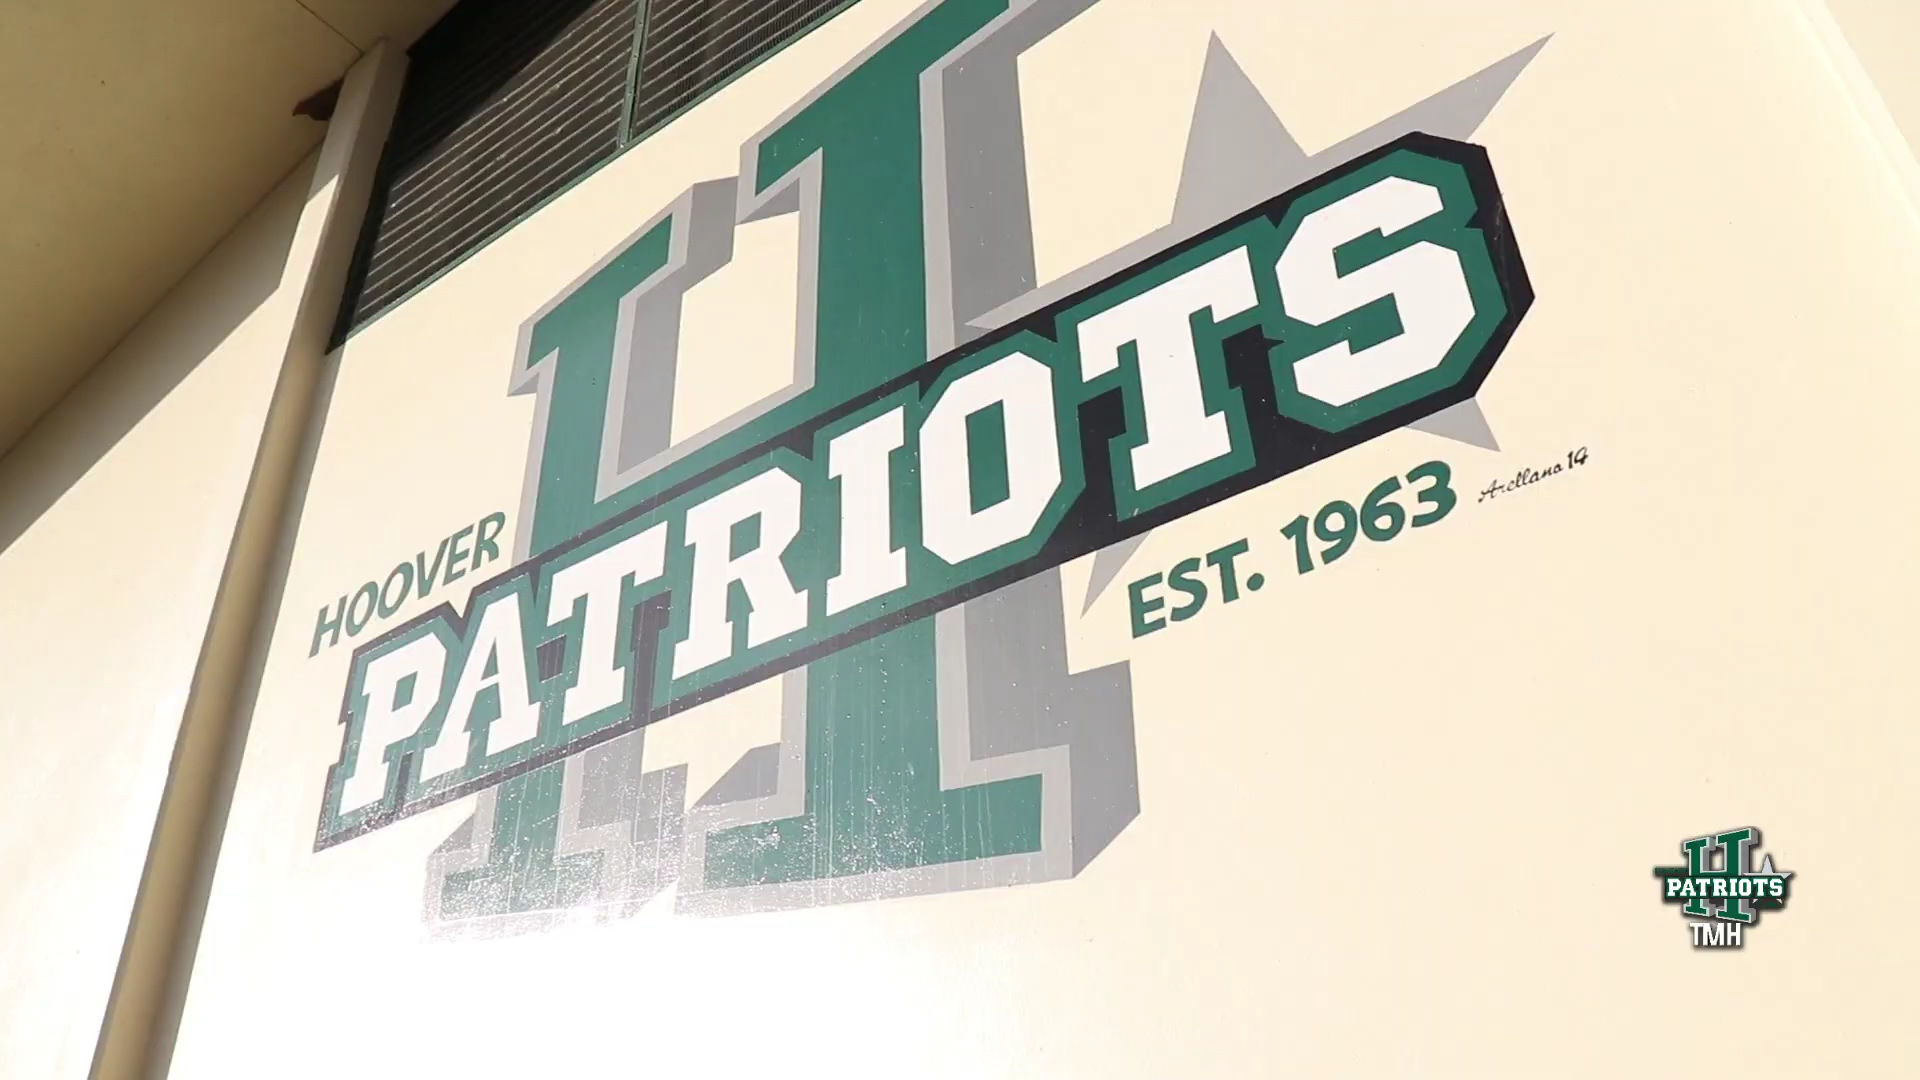 H
HOOVER
PATRIOTS
EST. 1963
Arellano 14
H
PATRIOTS
TMH